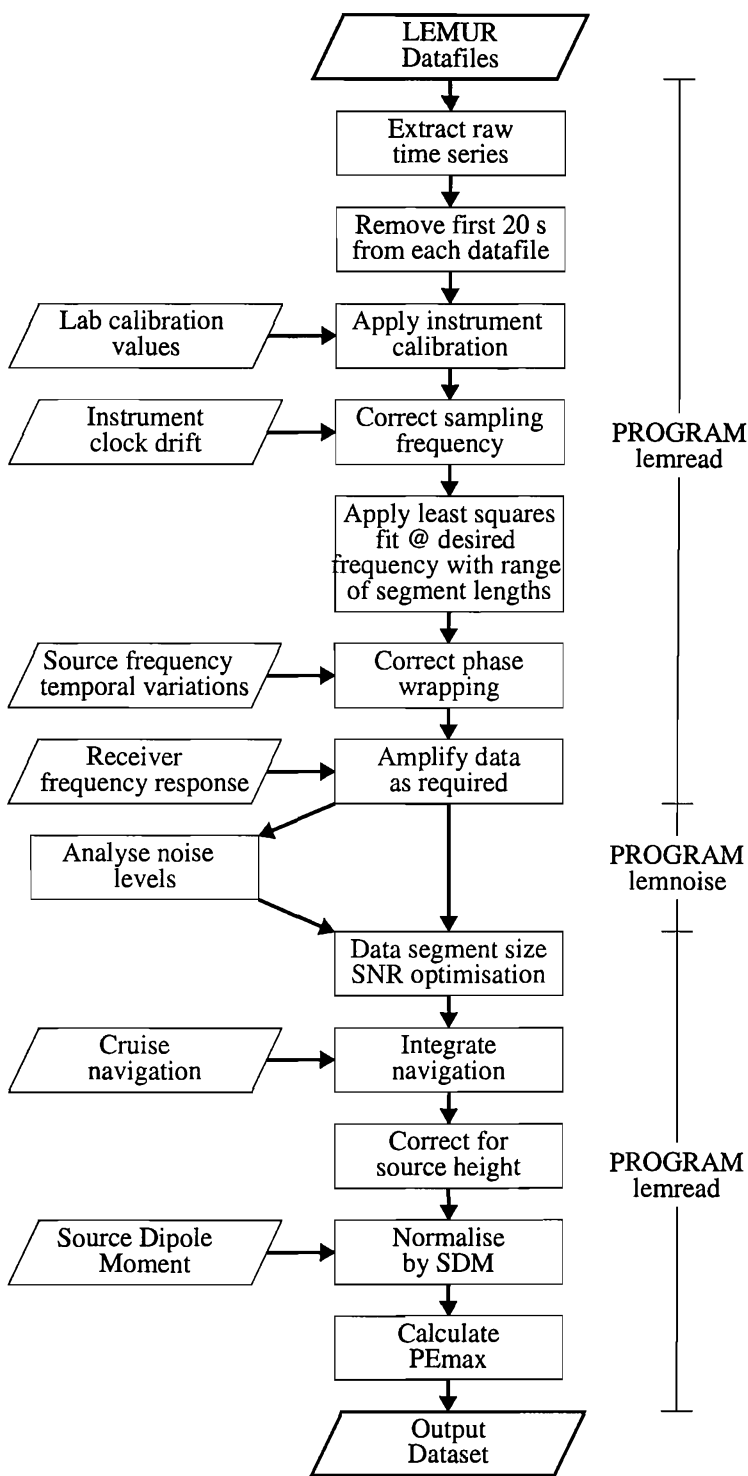 LEMUR
Datafiles
Extract raw
time series
Remove first 20 s
from each datafile
Lab calibration
values
Apply instrument
calibration
Instrument
clock drift
Correct sampling
frequency
PROGRAM
lemread
Apply least squares
fit @ desired
frequency with range
of segment lengths
Source frequency
temporal variations
Correct phase
wrapping
Receiver
frequency response
Amplify data
as required
Analyse noise
levels
PROGRAM
lemnoise
Data segment size
SNR optimisation
Cruise
navigation
Integrate
navigation
Correct for
source height
PROGRAM
lemread
Source Dipole
Moment
Normalise
by SDM
Calculate
PEmax
Output
Dataset